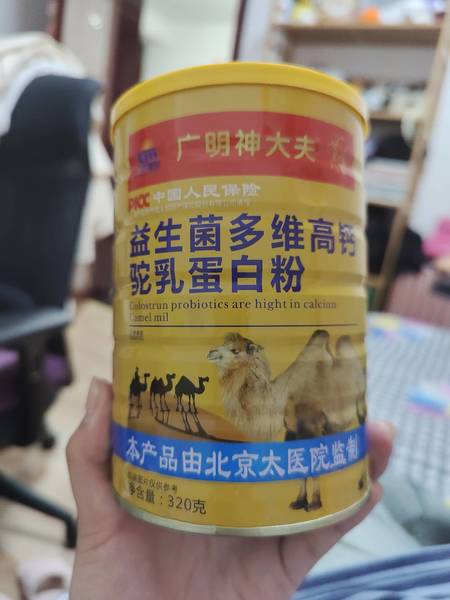 广明神大夫
PICC 中国人民保险
益生菌多维高钙
驼乳蛋白粉
Colostrun probiotics are hight in calciun
Camel mil
本产品由北京太医院监制
净含量：320克